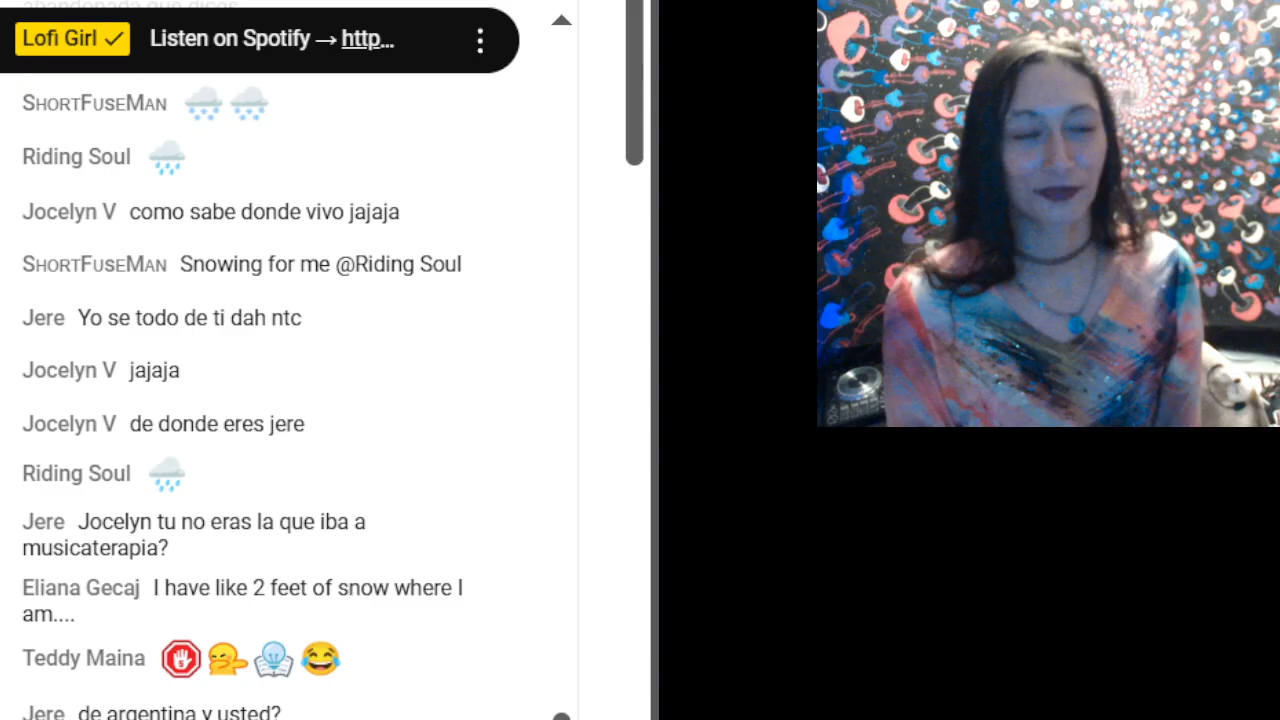 abandonada que dices
Lofi Girl ✓ Listen on Spotify → http...
ShortFuseMan 🌨️🌨️
Riding Soul 🌧️
Jocelyn V como sabe donde vivo jajaja
ShortFuseMan Snowing for me @Riding Soul
Jere Yo se todo de ti dah ntc
Jocelyn V jajaja
Jocelyn V de donde eres jere
Riding Soul 🌧️
Jere Jocelyn tu no eras la que iba a
musicaterapia?
Eliana Gecaj I have like 2 feet of snow where I
am....
Teddy Maina
Jere de argentina y usted?